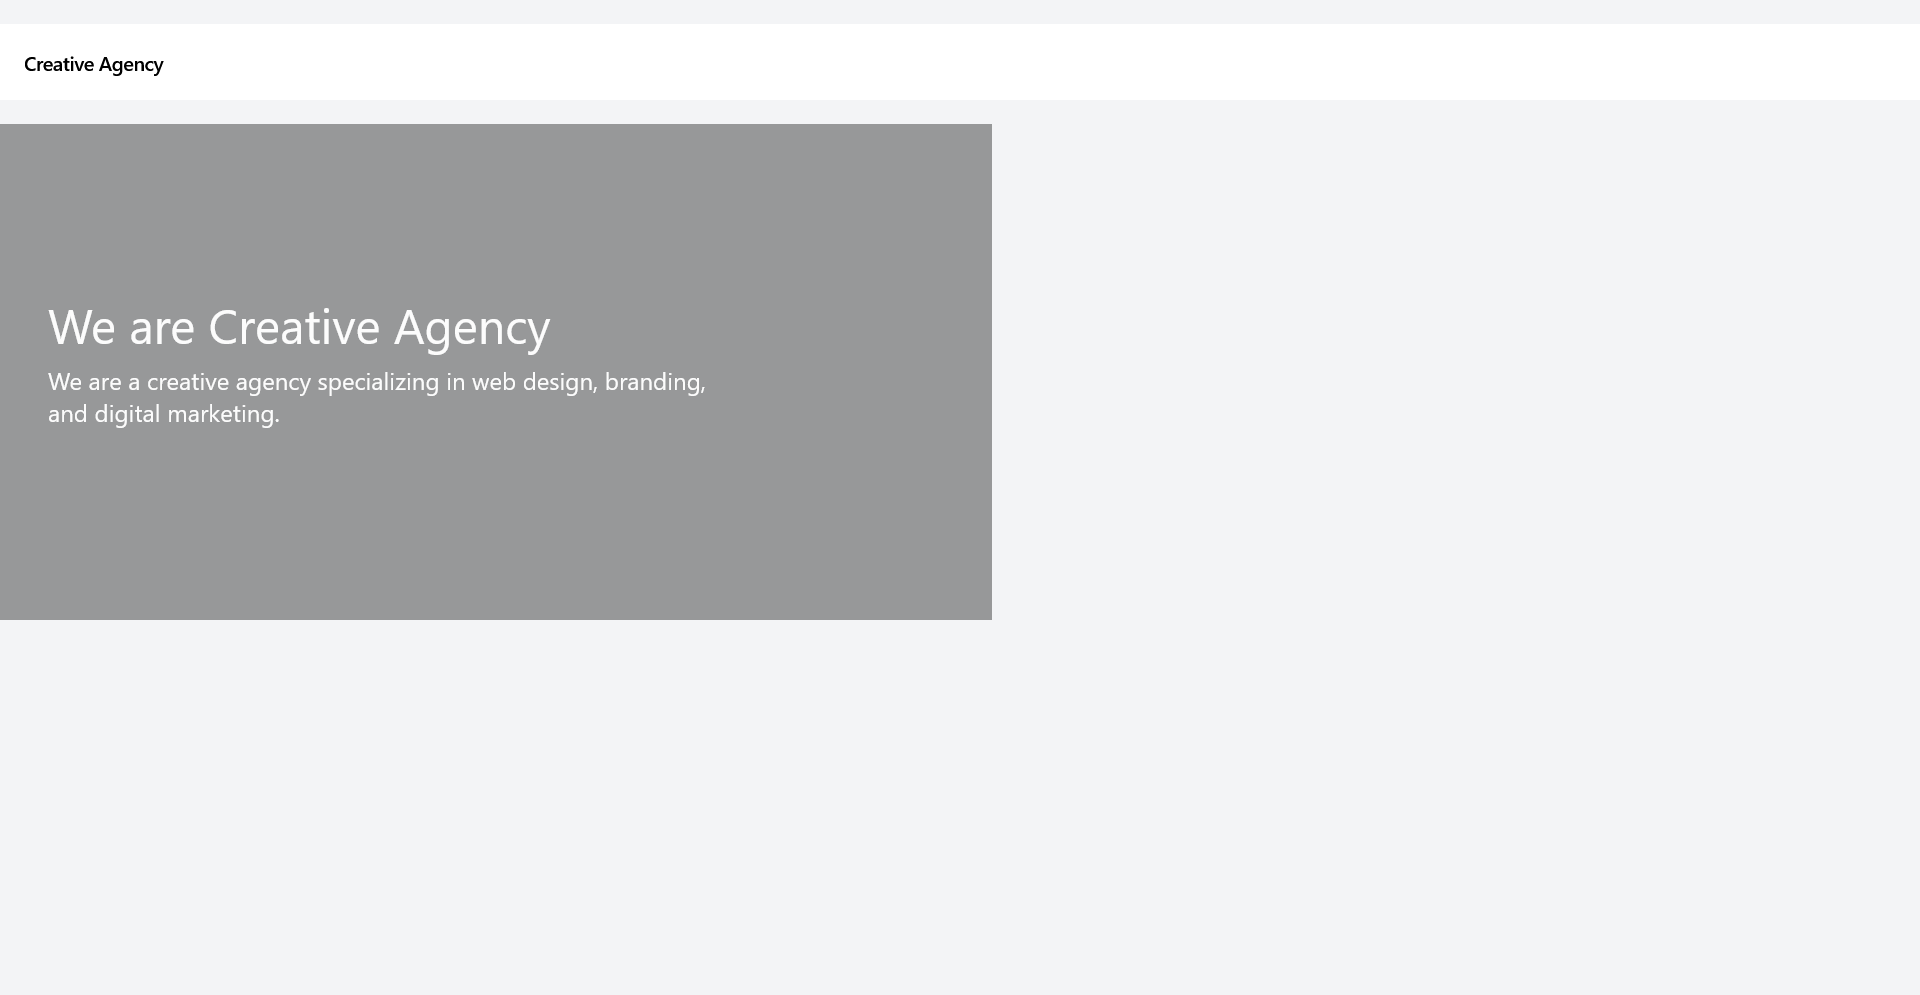 Creative Agency
We are Creative Agency
We are a creative agency specializing in web design, branding,
and digital marketing.